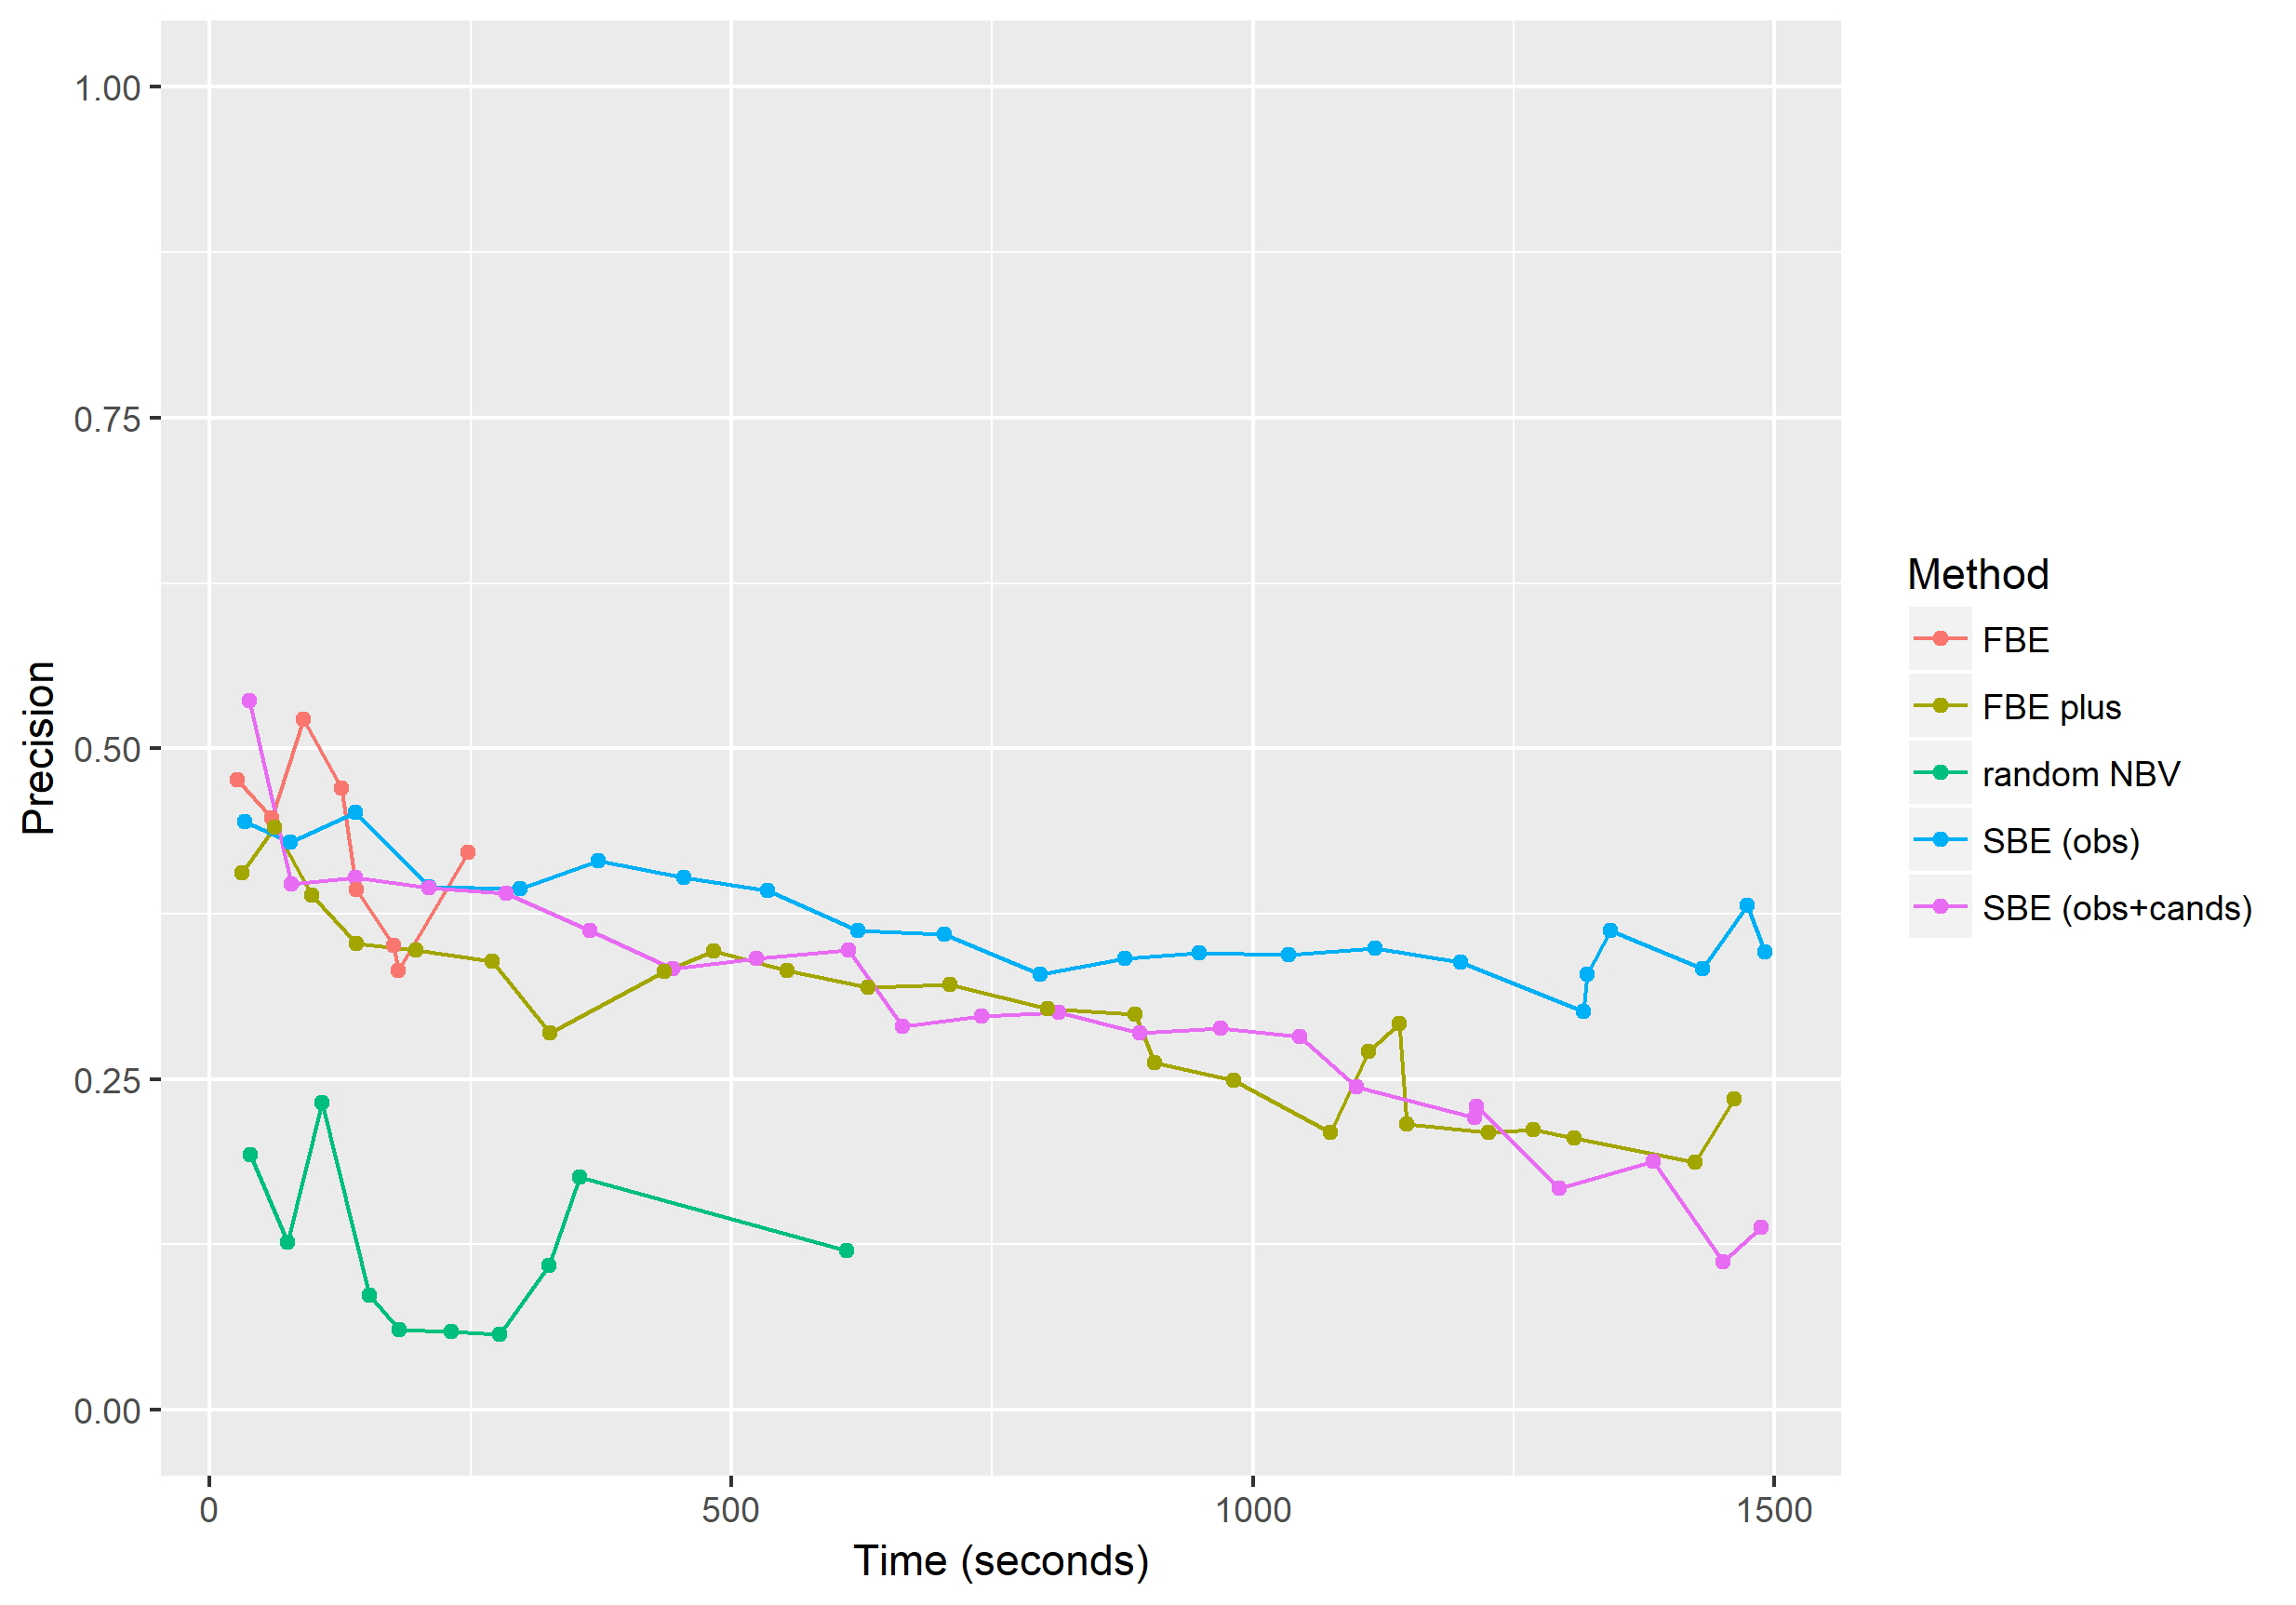 1.00
0.75
0.50
0.25
0.00
Precision
0
500
1000
1500
Time (seconds)
Method
FBE
FBE plus
random NBV
SBE (obs)
SBE (obs+cands)